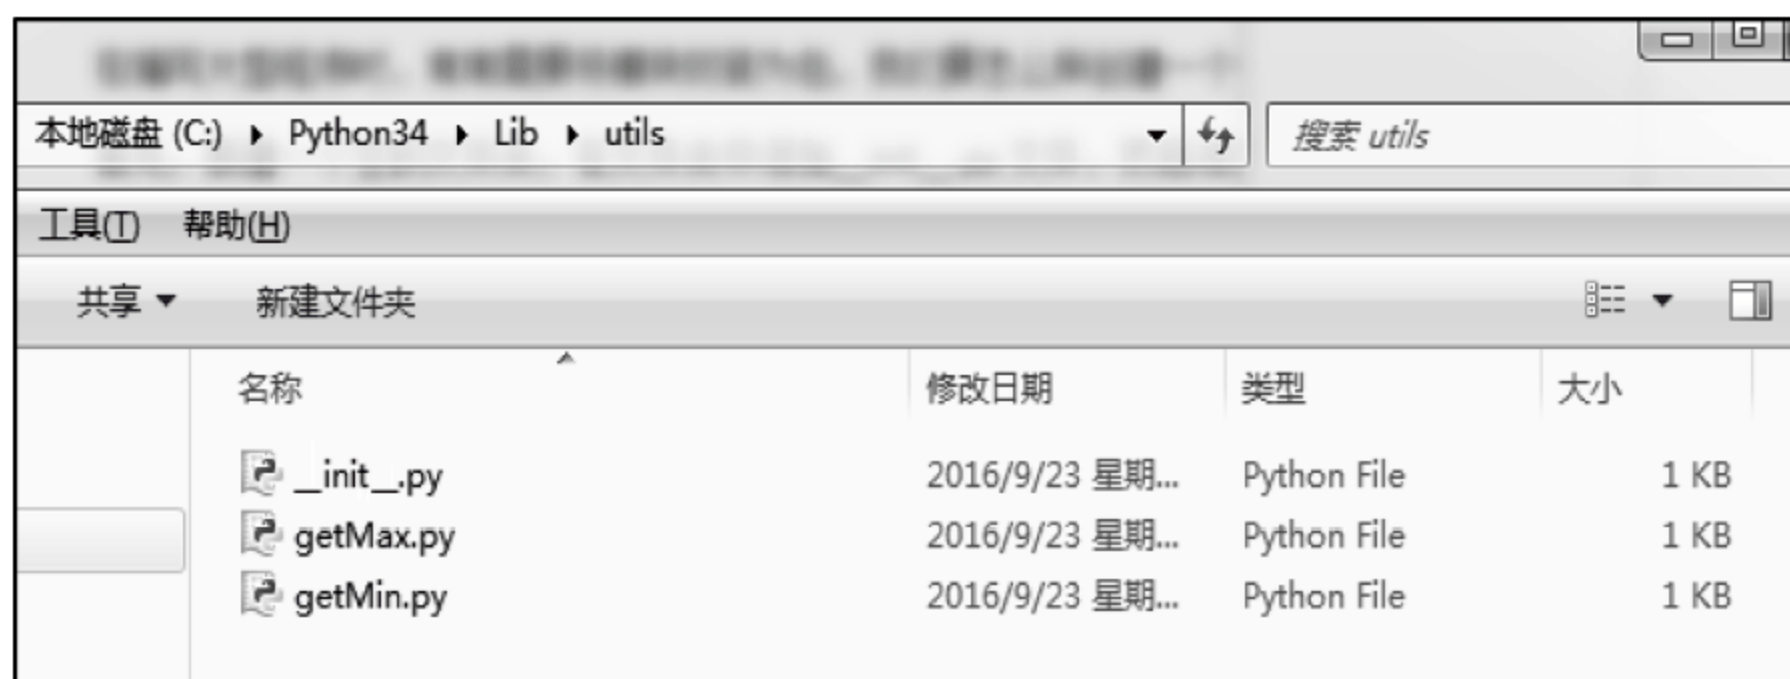 本地磁盘 (C:) Python34 Lib utils 搜索 utils
工具(T) 帮助(H)
共享 新建文件夹
名称 修改日期 类型 大小
__init__.py 2016/9/23 星期... Python File 1 KB
getMax.py 2016/9/23 星期... Python File 1 KB
getMin.py 2016/9/23 星期... Python File 1 KB